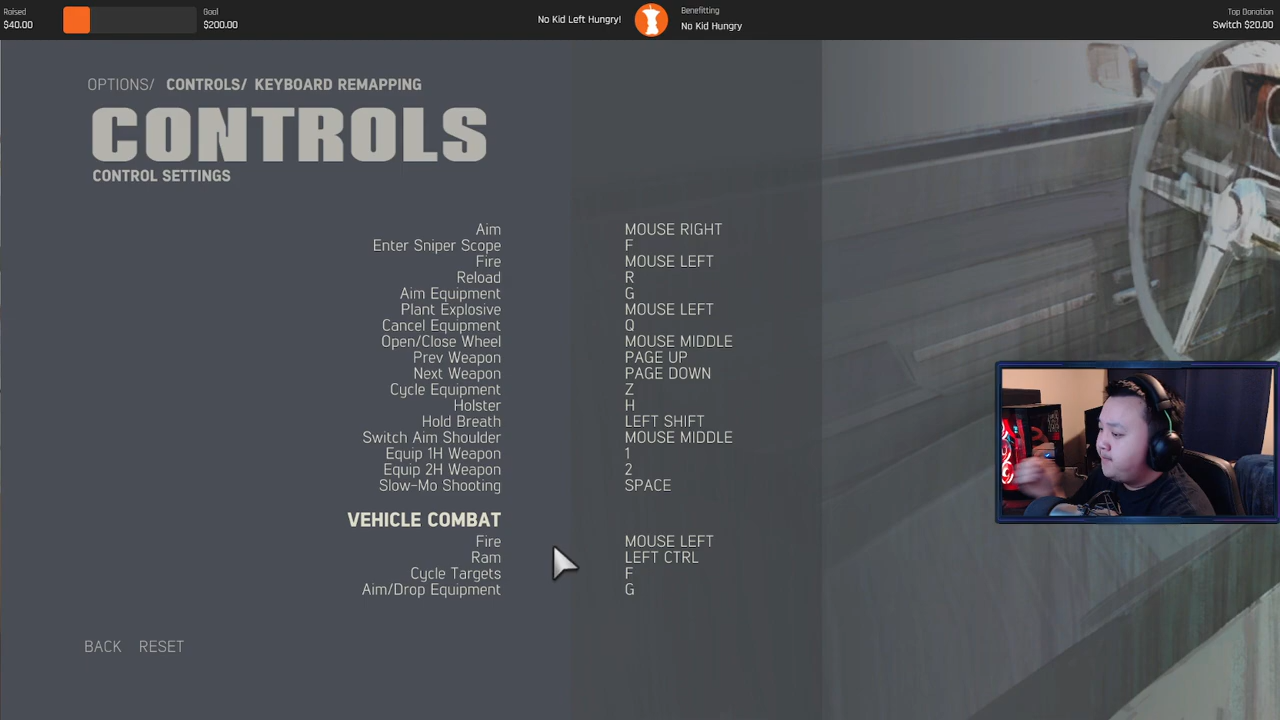 Raised
$40.00
Goal
$200.00
No Kid Left Hungry!
Benefitting
No Kid Hungry
Top Donation
Switch $20.00
OPTIONS/ CONTROLS/ KEYBOARD REMAPPING
CONTROLS
CONTROL SETTINGS
Aim MOUSE RIGHT
Enter Sniper Scope F
Fire MOUSE LEFT
Reload R
Aim Equipment G
Plant Explosive MOUSE LEFT
Cancel Equipment Q
Open/Close Wheel MOUSE MIDDLE
Prev Weapon PAGE UP
Next Weapon PAGE DOWN
Cycle Equipment Z
Holster H
Hold Breath LEFT SHIFT
Switch Aim Shoulder MOUSE MIDDLE
Equip 1H Weapon 1
Equip 2H Weapon 2
Slow-Mo Shooting SPACE
VEHICLE COMBAT
Fire MOUSE LEFT
Ram LEFT CTRL
Cycle Targets F
Aim/Drop Equipment G
BACK RESET